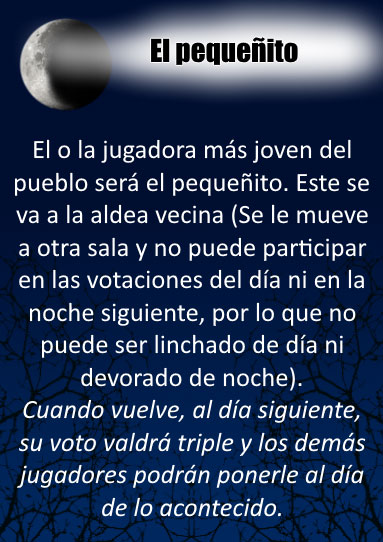 El pequeñito
El o la jugadora más joven del
pueblo será el pequeñito. Este se
va a la aldea vecina (Se le mueve
a otra sala y no puede participar
en las votaciones del día ni en la
noche siguiente, por lo que no
puede ser linchado de día ni
devorado de noche).
Cuando vuelve, al día siguiente,
su voto valdrá triple y los demás
jugadores podrán ponerle al día
de lo acontecido.